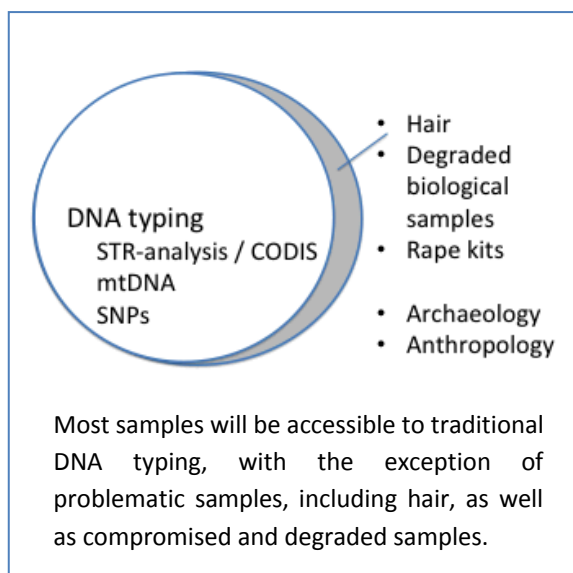 DNA typing
STR-analysis / CODIS
mtDNA
SNPs
• Hair
• Degraded
biological
samples
• Rape kits
• Archaeology
• Anthropology
Most samples will be accessible to traditional
DNA typing, with the exception of
problematic samples, including hair, as well
as compromised and degraded samples.